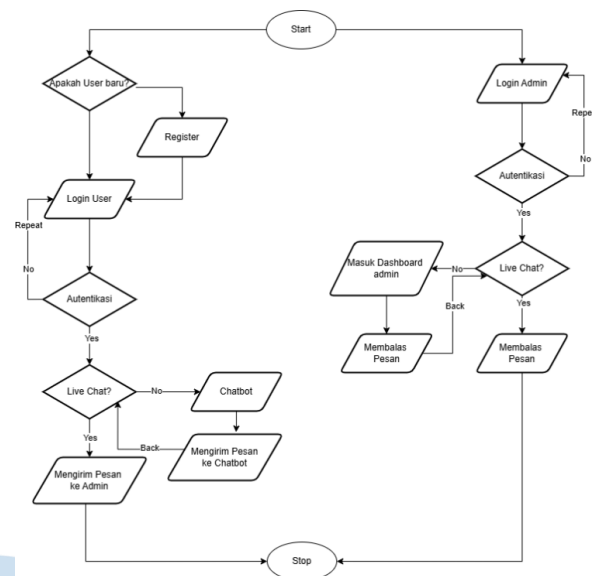 Start
Apakah User baru?
Login Admin
Repe
Register
No
Autentikasi
Login User
Yes
Repeat
Masuk Dashboard
admin
No
Live Chat?
No
Autentikasi
Back
Yes
Yes
Membalas
Pesan
Membalas
Pesan
Live Chat?
No
Chatbot
Yes
Back
Mengirim Pesan
ke Chatbot
Mengirim Pesan
ke Admin
Stop